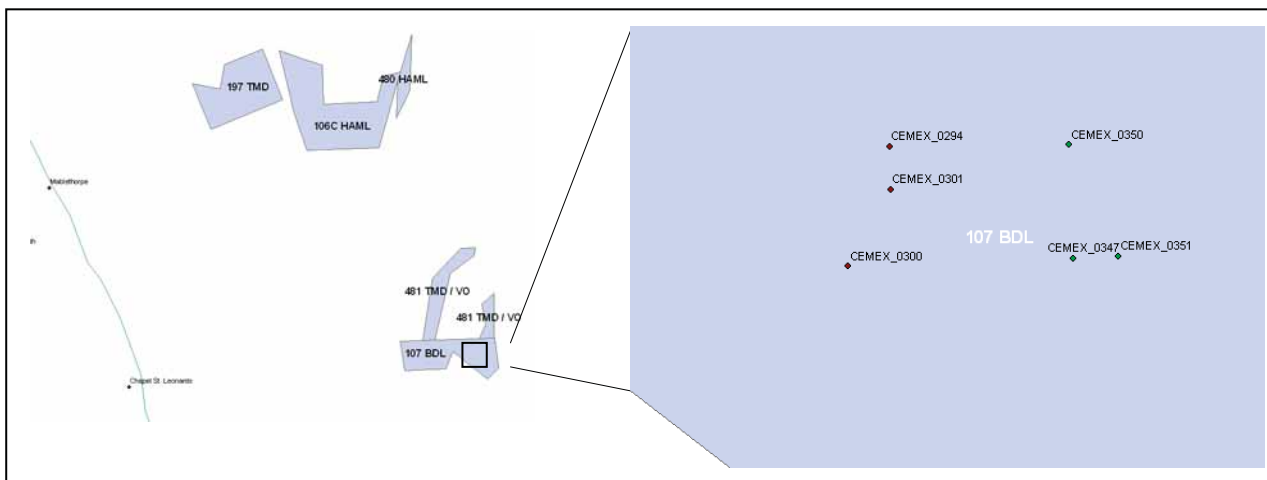 197 TMD
480 HAML
106C HAML
Mablethorpe
th
481 TMD / VO
481 TMD / VO
107 BDL
Chapel St. Leonards
CEMEX_0294
CEMEX_0350
CEMEX_0301
107 BDL
CEMEX_0347
CEMEX_0351
CEMEX_0300